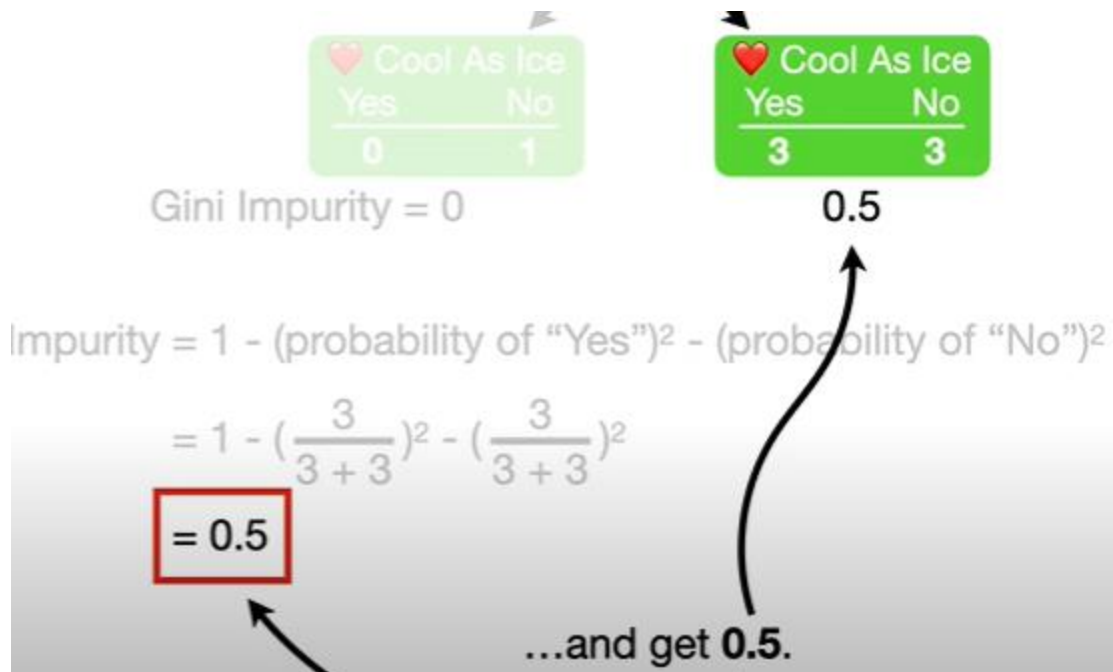 ❤️ Cool As Ice
Yes No
0 1
❤️ Cool As Ice
Yes No
3 3
Gini Impurity = 0
0.5
Impurity = 1 - (probability of “Yes”)² - (probability of “No”)²
= 1 - (3/(3 + 3))² - (3/(3 + 3))²
= 0.5
...and get 0.5.